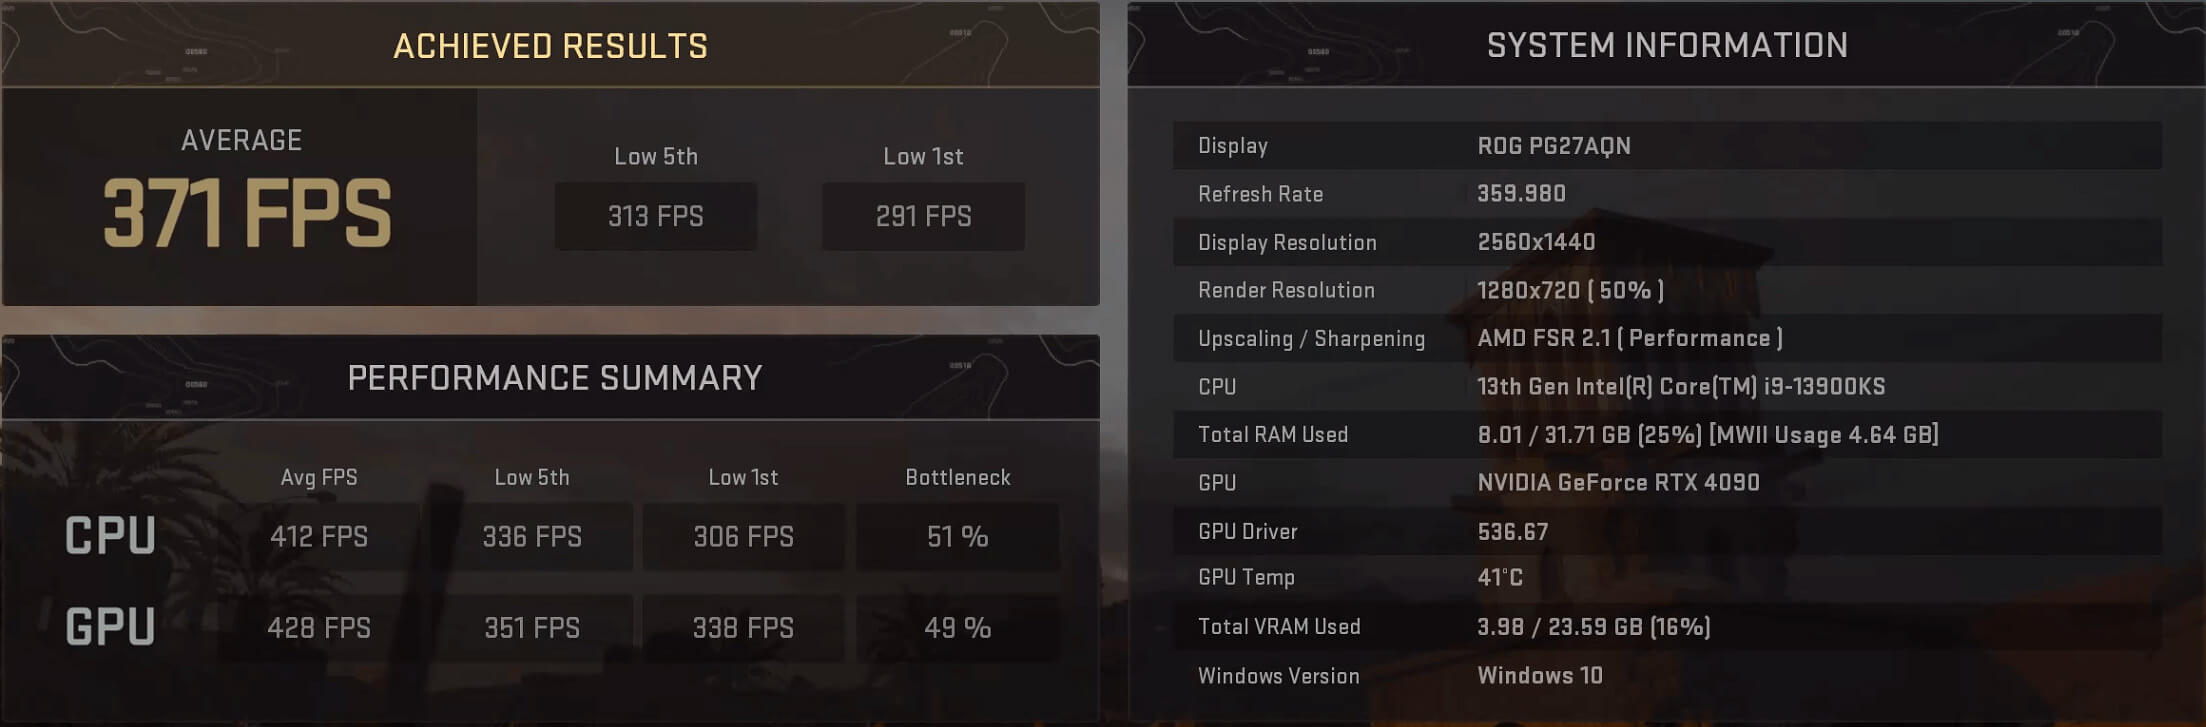 ACHIEVED RESULTS
AVERAGE
371 FPS
Low 5th
313 FPS
Low 1st
291 FPS
PERFORMANCE SUMMARY
Avg FPS Low 5th Low 1st Bottleneck
CPU 412 FPS 336 FPS 306 FPS 51 %
GPU 428 FPS 351 FPS 338 FPS 49 %
SYSTEM INFORMATION
Display ROG PG27AQN
Refresh Rate 359.980
Display Resolution 2560x1440
Render Resolution 1280x720 ( 50% )
Upscaling / Sharpening AMD FSR 2.1 ( Performance )
CPU 13th Gen Intel(R) Core(TM) i9-13900KS
Total RAM Used 8.01 / 31.71 GB (25%) [MWII Usage 4.64 GB]
GPU NVIDIA GeForce RTX 4090
GPU Driver 536.67
GPU Temp 41°C
Total VRAM Used 3.98 / 23.59 GB (16%)
Windows Version Windows 10